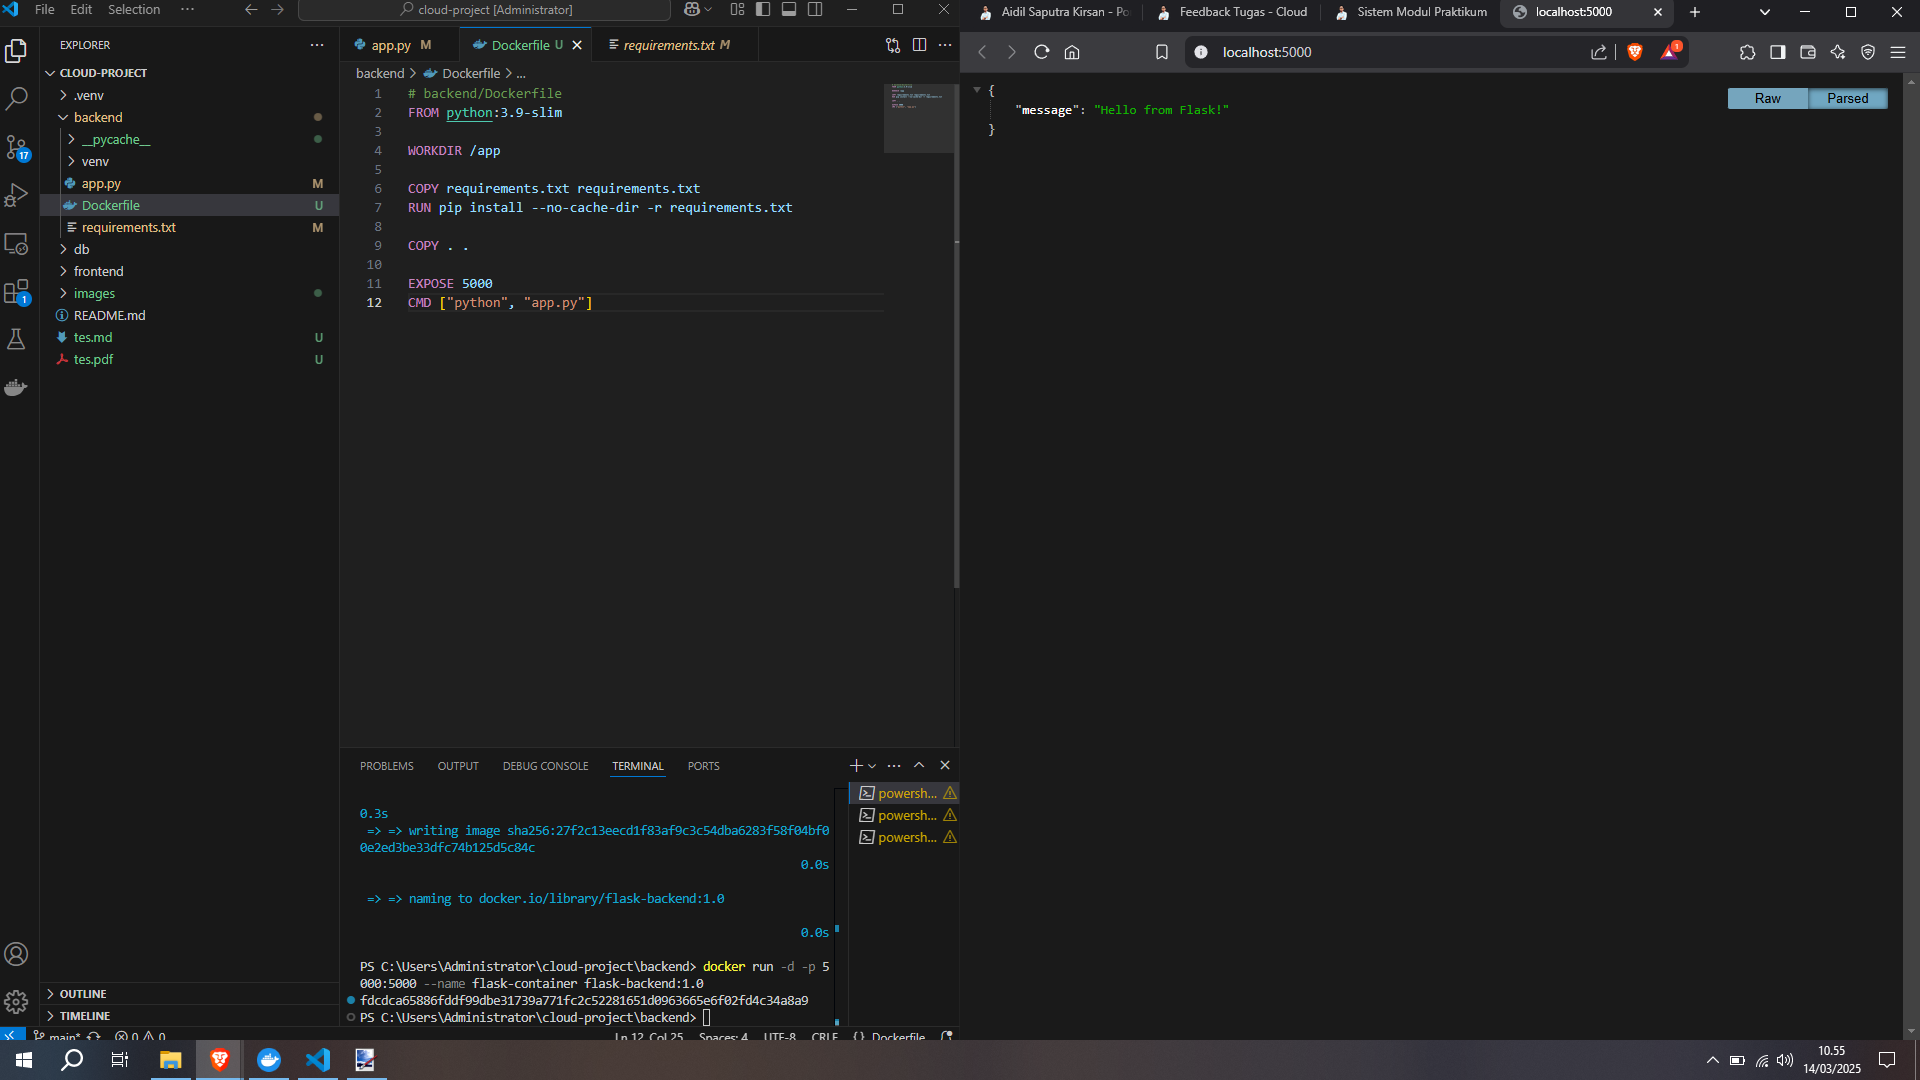 File Edit Selection ···
cloud-project [Administrator]
EXPLORER
CLOUD-PROJECT
.venv
backend
__pycache__
venv
app.py M
Dockerfile U
requirements.txt M
db
frontend
images
README.md
tes.md U
tes.pdf U
OUTLINE
TIMELINE
17
1
app.py M
Dockerfile U
requirements.txt M
backend > Dockerfile > ...
1 # backend/Dockerfile
2 FROM python:3.9-slim
3
4 WORKDIR /app
5
6 COPY requirements.txt requirements.txt
7 RUN pip install --no-cache-dir -r requirements.txt
8
9 COPY . .
10
11 EXPOSE 5000
12 CMD ["python", "app.py"]
PROBLEMS OUTPUT DEBUG CONSOLE TERMINAL PORTS
0.3s
=> => writing image sha256:27f2c13eecd1f83af9c3c54dba6283f58f04bf0
0e2ed3be33dfc74b125d5c84c
0.0s
=> => naming to docker.io/library/flask-backend:1.0
0.0s
PS C:\Users\Administrator\cloud-project\backend> docker run -d -p 5
000:5000 --name flask-container flask-backend:1.0
fdcdca65886fddf99dbe31739a771fc2c52281651d0963665e6f02fd4c34a8a9
PS C:\Users\Administrator\cloud-project\backend>
powersh...
powersh...
powersh...
main* 0 0
Ln 12, Col 25 Spaces: 4 UTF-8 CRLF {} Dockerfile
Aidil Saputra Kirsan - Po
Feedback Tugas - Cloud
Sistem Modul Praktikum
localhost:5000
localhost:5000
1
{
"message": "Hello from Flask!"
}
Raw Parsed
10.55
14/03/2025